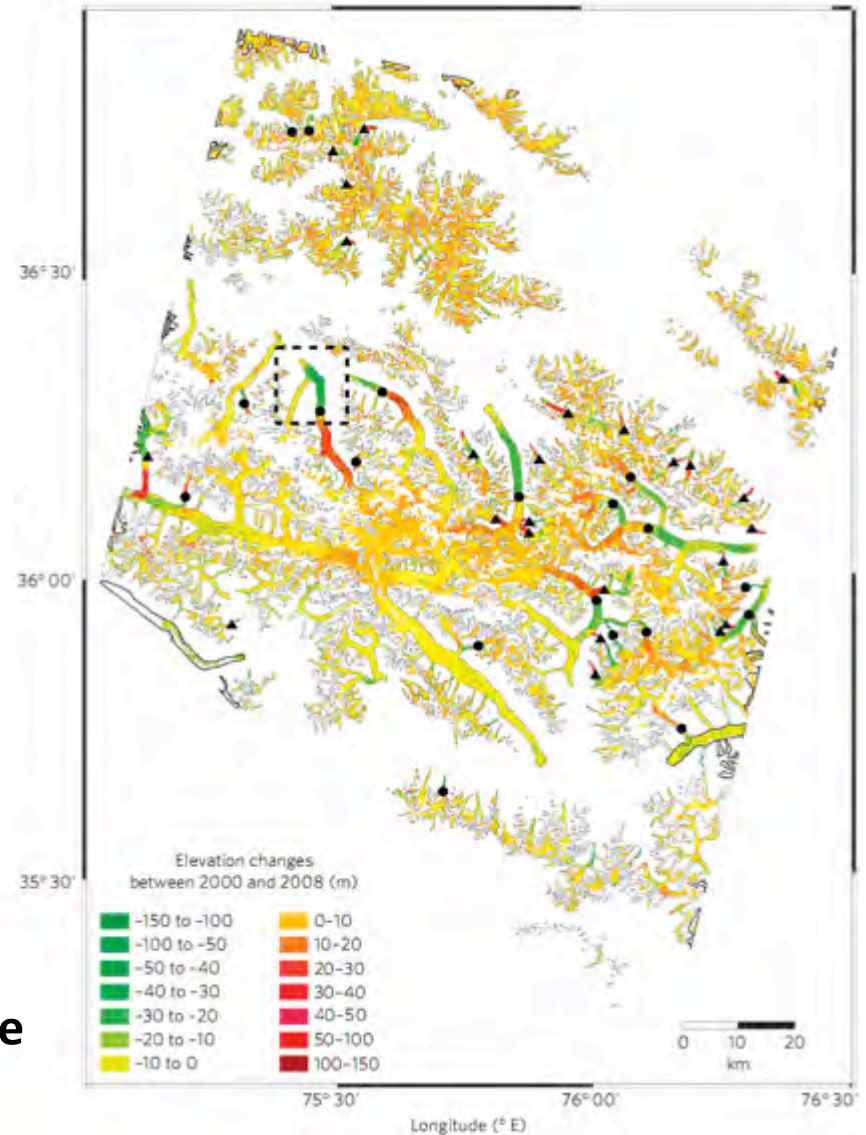 36° 30'
36° 00'
35° 30'
Elevation changes
between 2000 and 2008 (m)
-150 to -100
-100 to -50
-50 to -40
-40 to -30
-30 to -20
-20 to -10
-10 to 0
0-10
10-20
20-30
30-40
40-50
50-100
100-150
e
0 10 20
km
75° 30' 76° 00' 76° 30'
Longitude (° E)